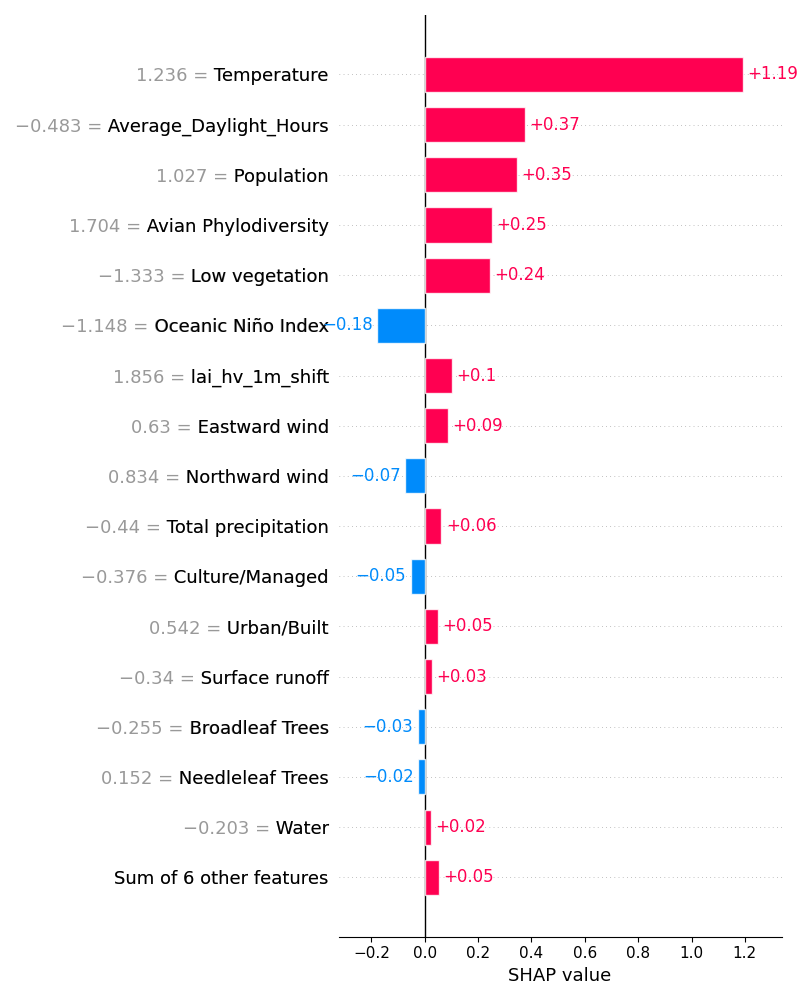 1.236 = Temperature +1.19
−0.483 = Average_Daylight_Hours +0.37
1.027 = Population +0.35
1.704 = Avian Phylodiversity +0.25
−1.333 = Low vegetation +0.24
−1.148 = Oceanic Niño Index −0.18
1.856 = lai_hv_1m_shift +0.1
0.63 = Eastward wind +0.09
0.834 = Northward wind −0.07
−0.44 = Total precipitation +0.06
−0.376 = Culture/Managed −0.05
0.542 = Urban/Built +0.05
−0.34 = Surface runoff +0.03
−0.255 = Broadleaf Trees −0.03
0.152 = Needleleaf Trees −0.02
−0.203 = Water +0.02
Sum of 6 other features +0.05
−0.2 0.0 0.2 0.4 0.6 0.8 1.0 1.2
SHAP value